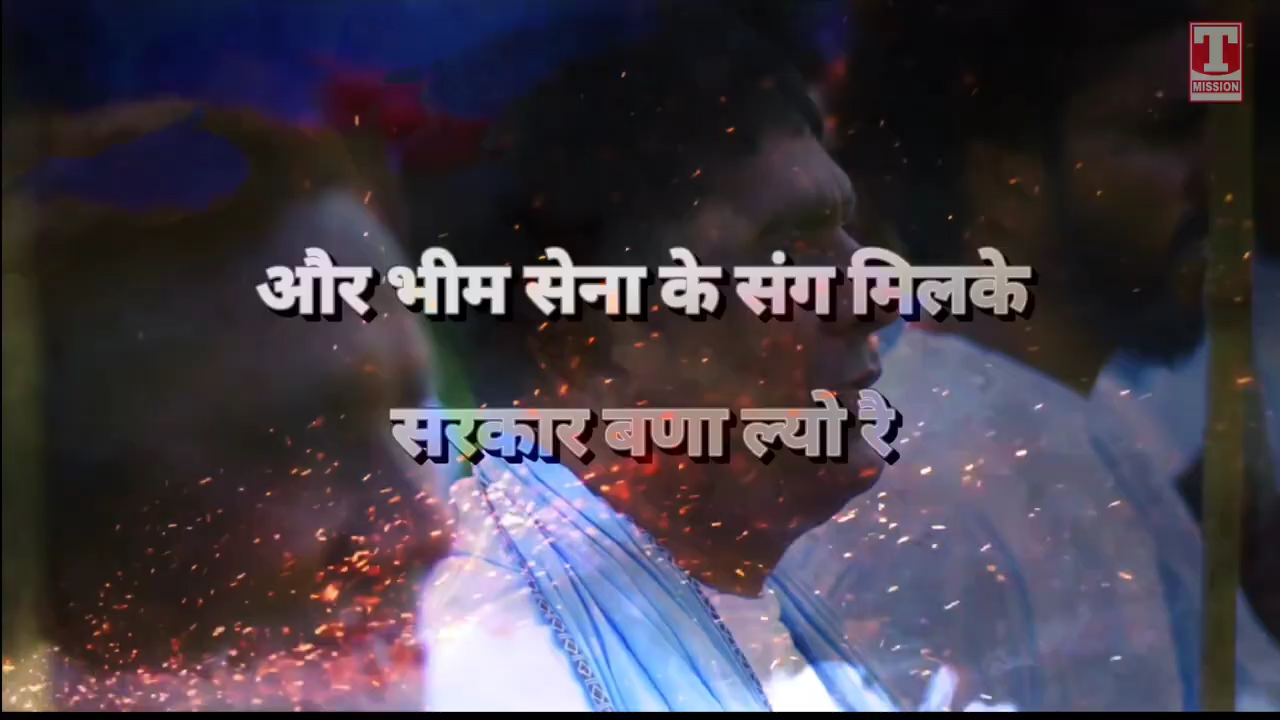 T
MISSION
और भीम सेना के संग मिलके
सरकार बणा ल्यो रै